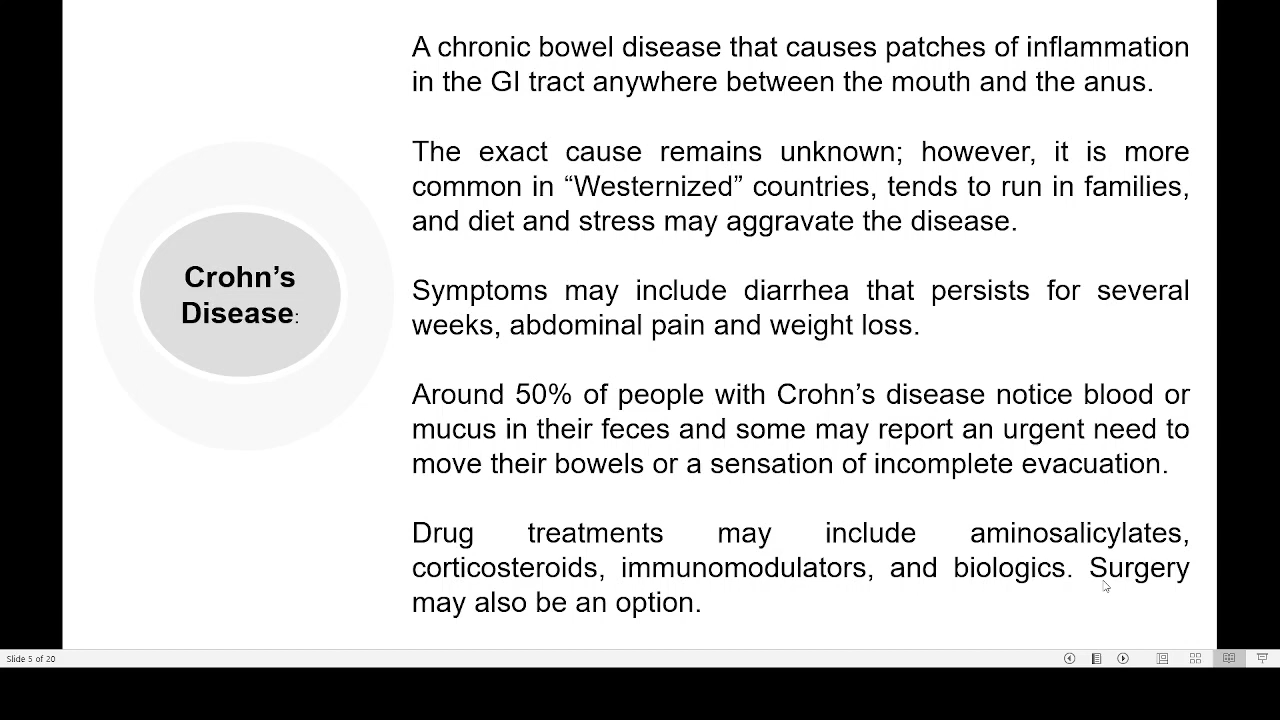 Crohn's
Disease:
A chronic bowel disease that causes patches of inflammation
in the GI tract anywhere between the mouth and the anus.
The exact cause remains unknown; however, it is more
common in “Westernized” countries, tends to run in families,
and diet and stress may aggravate the disease.
Symptoms may include diarrhea that persists for several
weeks, abdominal pain and weight loss.
Around 50% of people with Crohn’s disease notice blood or
mucus in their feces and some may report an urgent need to
move their bowels or a sensation of incomplete evacuation.
Drug treatments may include aminosalicylates,
corticosteroids, immunomodulators, and biologics. Surgery
may also be an option.
Slide 5 of 20